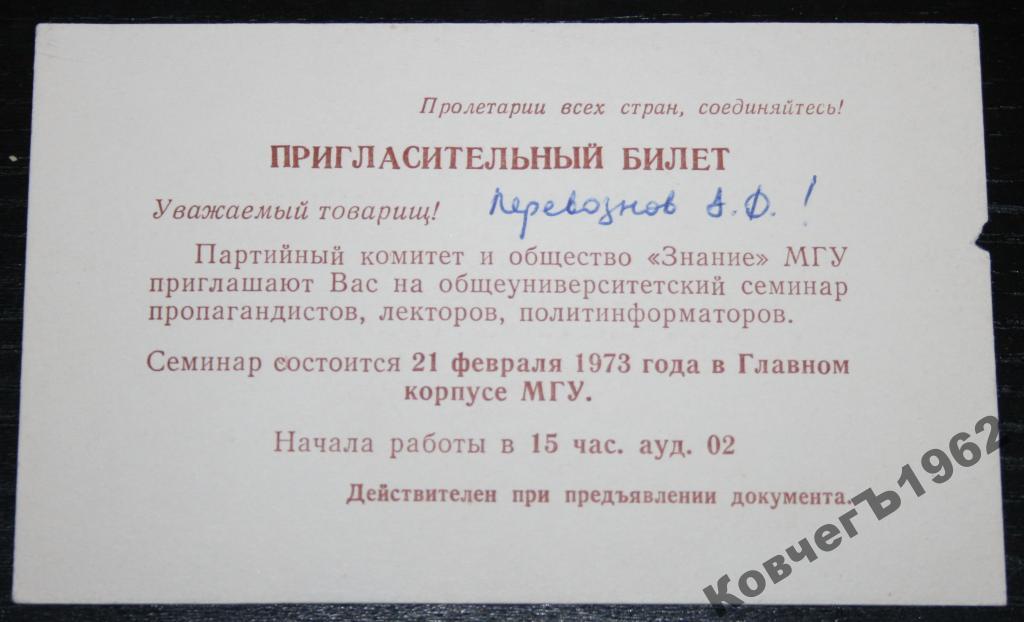 Пролетарии всех стран, соединяйтесь!
ПРИГЛАСИТЕЛЬНЫЙ БИЛЕТ
Уважаемый товарищ! Перевознов А.Ф.!
Партийный комитет и общество «Знание» МГУ
приглашают Вас на общеуниверситетский семинар
пропагандистов, лекторов, политинформаторов.
Семинар состоится 21 февраля 1973 года в Главном
корпусе МГУ.
Начала работы в 15 час. ауд. 02
Действителен при предъявлении документа.
КовчегЪ1962